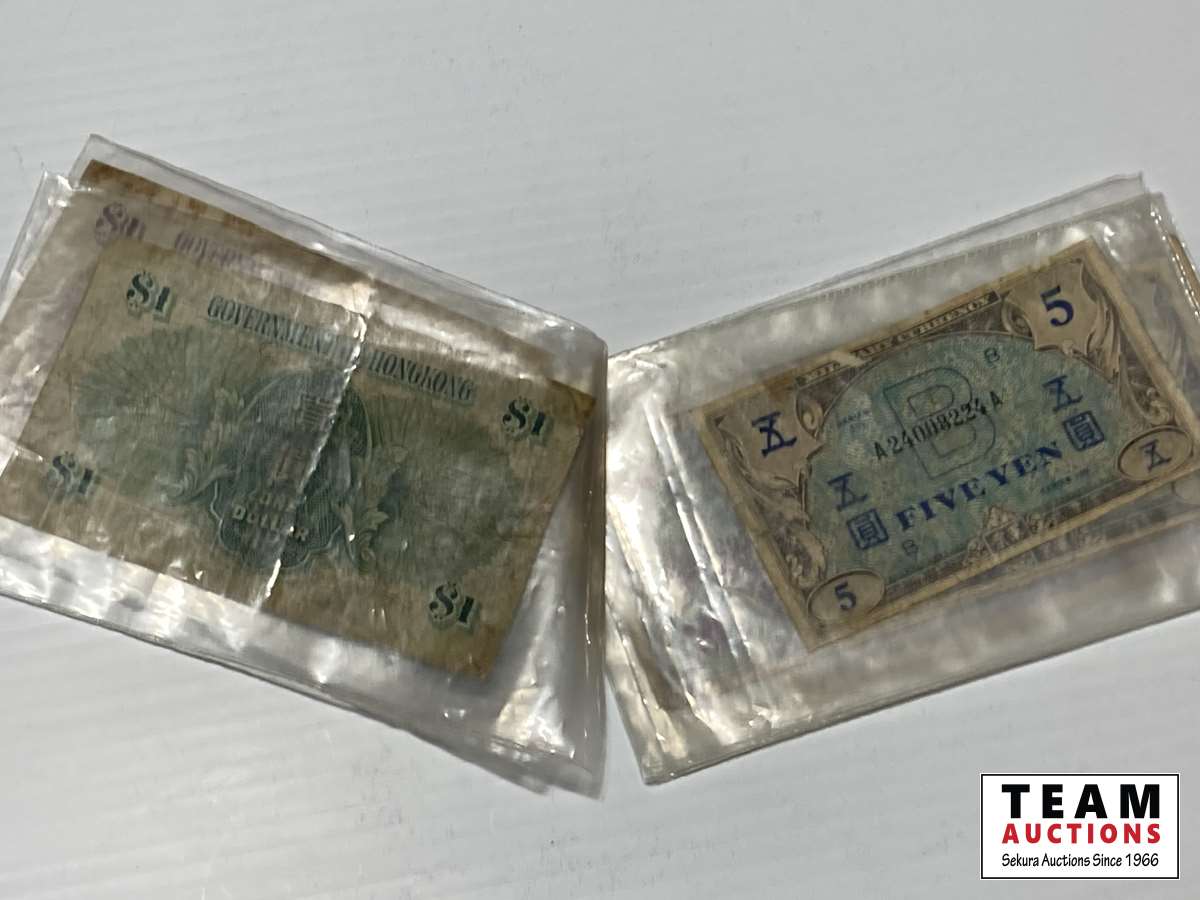 $1
GOVERNMENT HONGKONG
$1
$1
DOLLAR
$1
5
五
B
B
A24008224A
五
五
圓
FIVE YEN
圓
五
B
5
TEAM
AUCTIONS
Sekura Auctions Since 1966